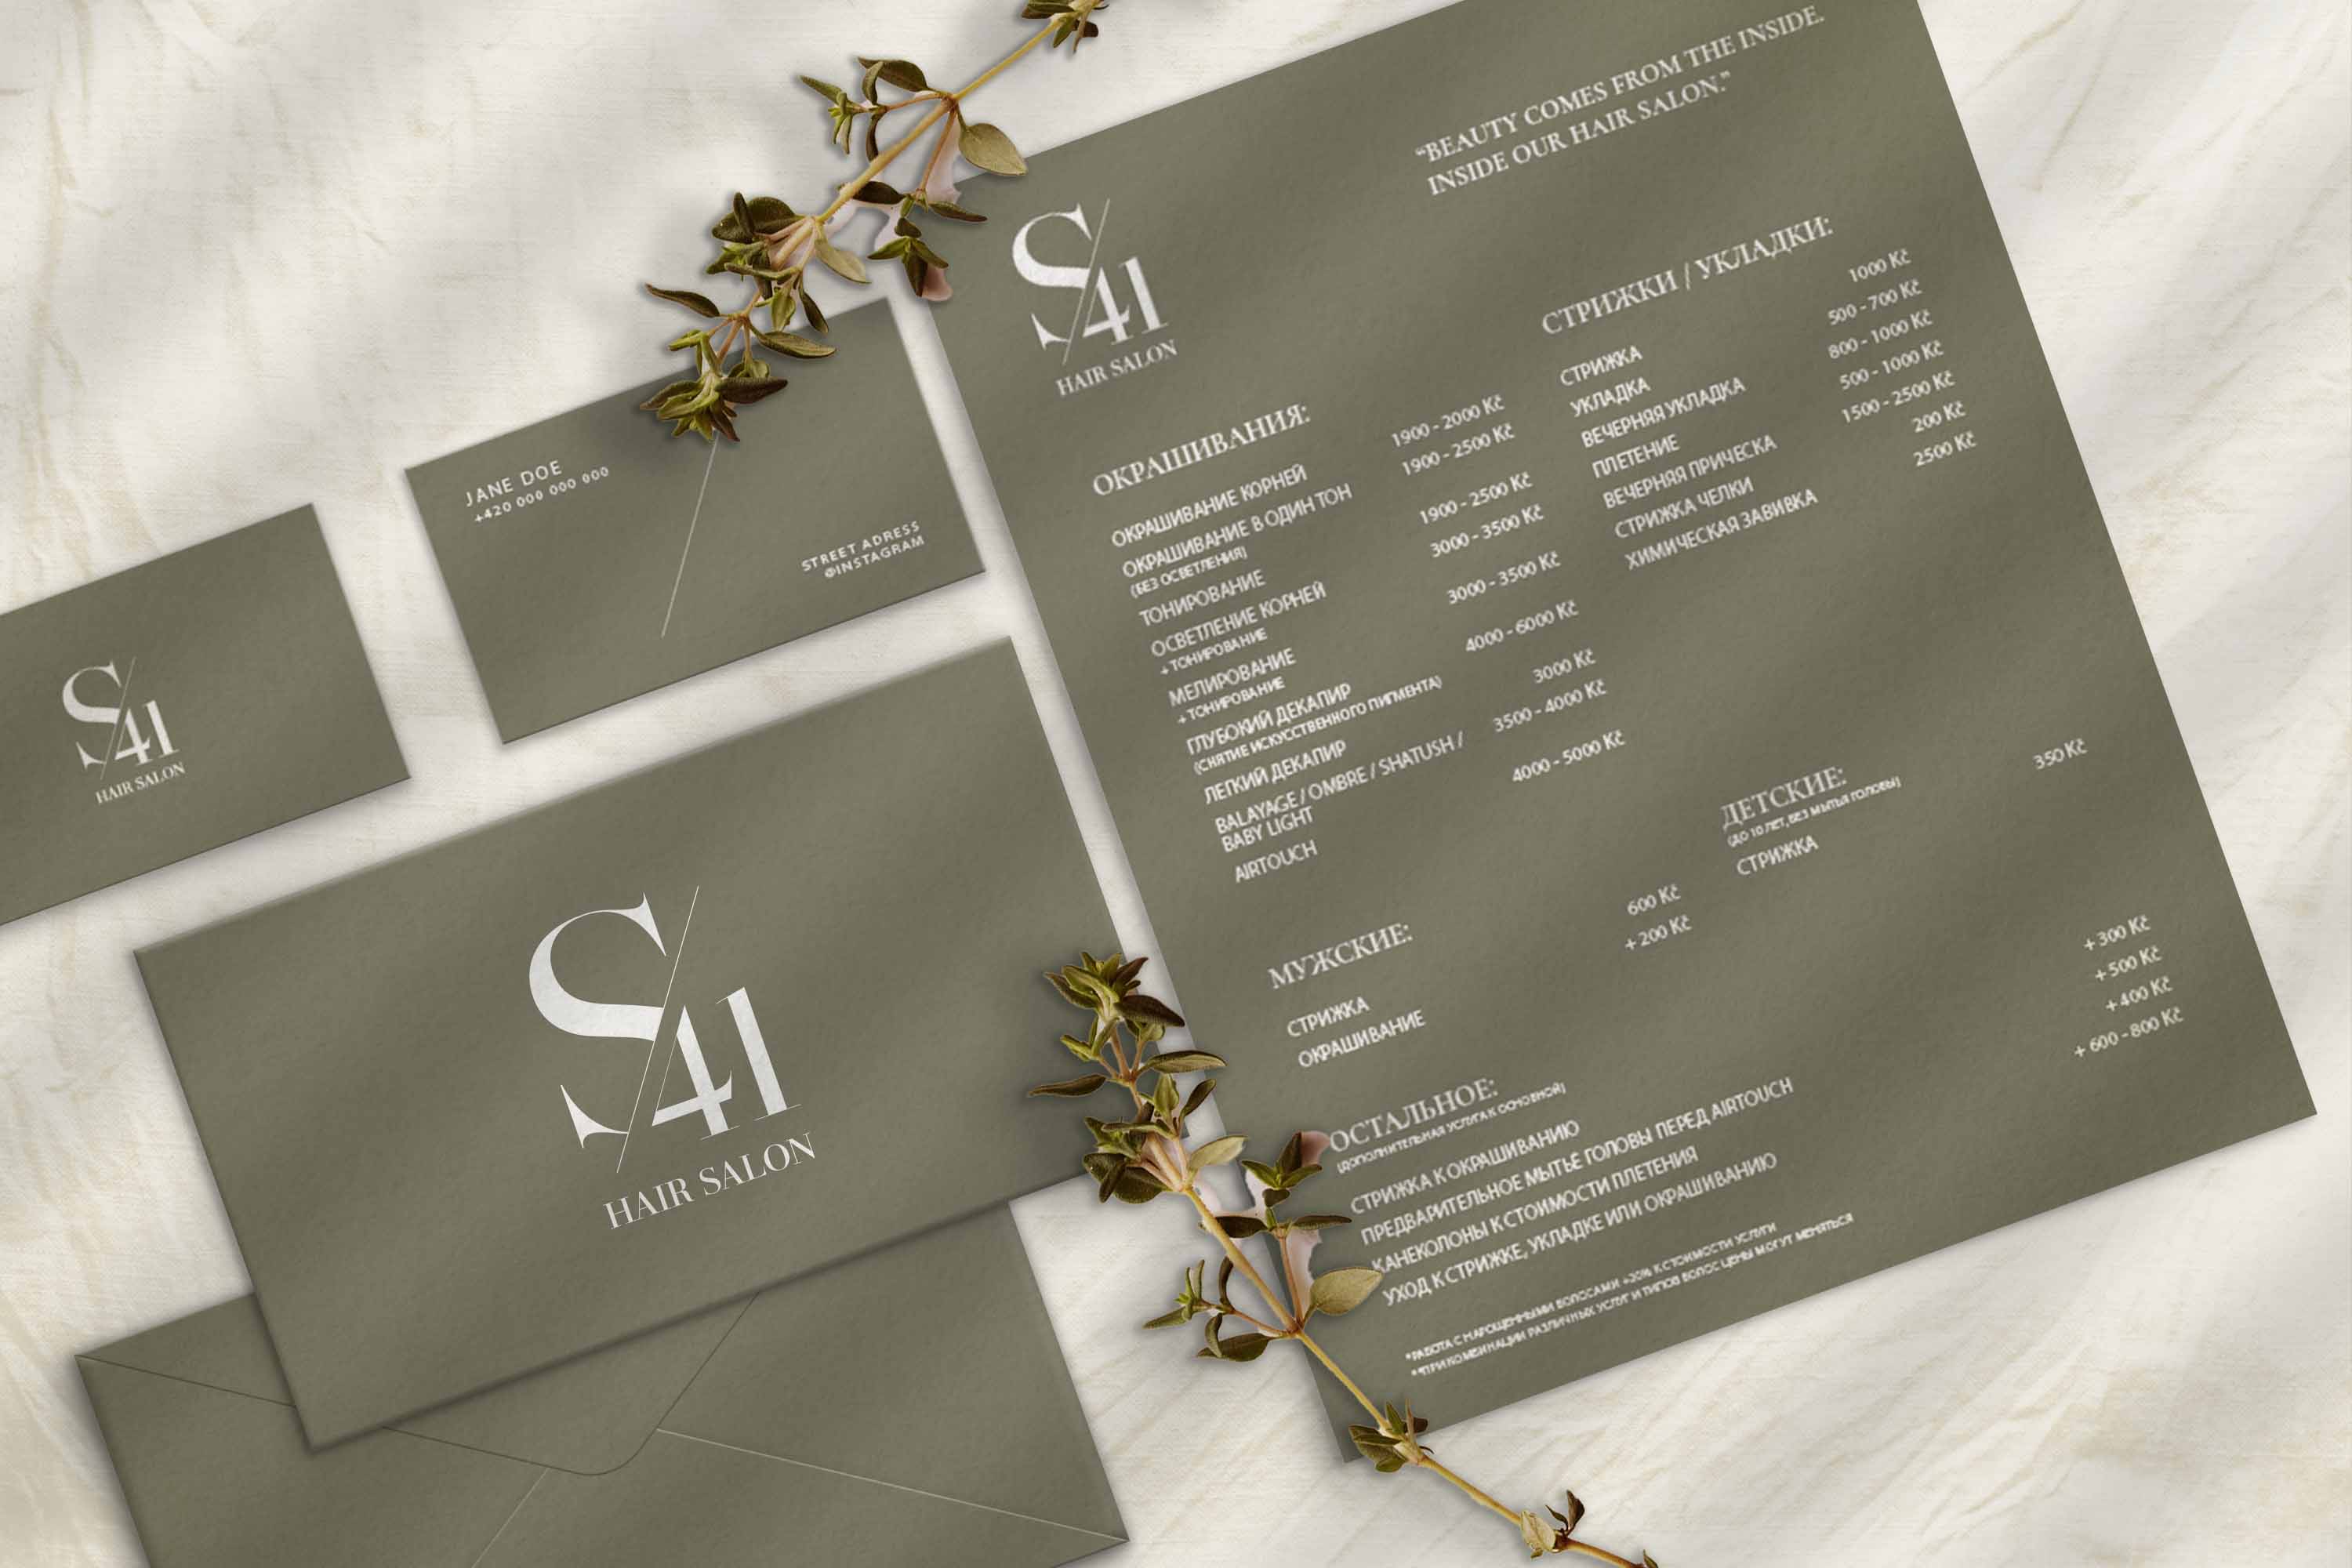 "BEAUTY COMES FROM THE INSIDE.
INSIDE OUR HAIR SALON."
S/41
HAIR SALON
ОКРАШИВАНИЯ:
ОКРАШИВАНИЕ КОРНЕЙ 1900 - 2000 Kč
ОКРАШИВАНИЕ В ОДИН ТОН 1900 - 2500 Kč
(БЕЗ ОСВЕТЛЕНИЯ)
ТОНИРОВАНИЕ 1900 - 2500 Kč
ОСВЕТЛЕНИЕ КОРНЕЙ 3000 - 3500 Kč
+ ТОНИРОВАНИЕ
МЕЛИРОВАНИЕ 3000 - 3500 Kč
+ ТОНИРОВАНИЕ
ГЛУБОКИЙ ДЕКАПИР 4000 - 6000 Kč
(СНЯТИЕ ИСКУССТВЕННОГО ПИГМЕНТА)
ЛЕГКИЙ ДЕКАПИР 3000 Kč
BALAYAGE / OMBRE / SHATUSH / 3500 - 4000 Kč
BABY LIGHT
AIRTOUCH 4000 - 5000 Kč
СТРИЖКИ / УКЛАДКИ:
СТРИЖКА 1000 Kč
УКЛАДКА 500 - 700 Kč
ВЕЧЕРНЯЯ УКЛАДКА 800 - 1000 Kč
ПЛЕТЕНИЕ 500 - 1000 Kč
ВЕЧЕРНЯЯ ПРИЧЕСКА 1500 - 2500 Kč
СТРИЖКА ЧЕЛКИ 200 Kč
ХИМИЧЕСКАЯ ЗАВИВКА 2500 Kč
МУЖСКИЕ:
СТРИЖКА 600 Kč
ОКРАШИВАНИЕ + 200 Kč
ДЕТСКИЕ:
(ДО 10 ЛЕТ, БЕЗ МЫТЬЯ ГОЛОВЫ)
СТРИЖКА 350 Kč
ОСТАЛЬНОЕ:
(ДОПОЛНИТЕЛЬНАЯ УСЛУГА К ОСНОВНОЙ)
СТРИЖКА К ОКРАШИВАНИЮ + 300 Kč
ПРЕДВАРИТЕЛЬНОЕ МЫТЬЕ ГОЛОВЫ ПЕРЕД AIRTOUCH + 500 Kč
КАНЕКОЛОНЫ К СТОИМОСТИ ПЛЕТЕНИЯ + 400 Kč
УХОД К СТРИЖКЕ, УКЛАДКЕ ИЛИ ОКРАШИВАНИЮ + 600 - 800 Kč
*РАБОТА С НАРОЩЕННЫМИ ВОЛОСАМИ +20% К СТОИМОСТИ УСЛУГИ
**ПРИ КОМБИНАЦИИ РАЗЛИЧНЫХ УСЛУГ И ТИПОВ ВОЛОС ЦЕНЫ МОГУТ МЕНЯТЬСЯ
JANE DOE
+420 000 000 000
STREET ADRESS
@INSTAGRAM
S/41
HAIR SALON
S/41
HAIR SALON